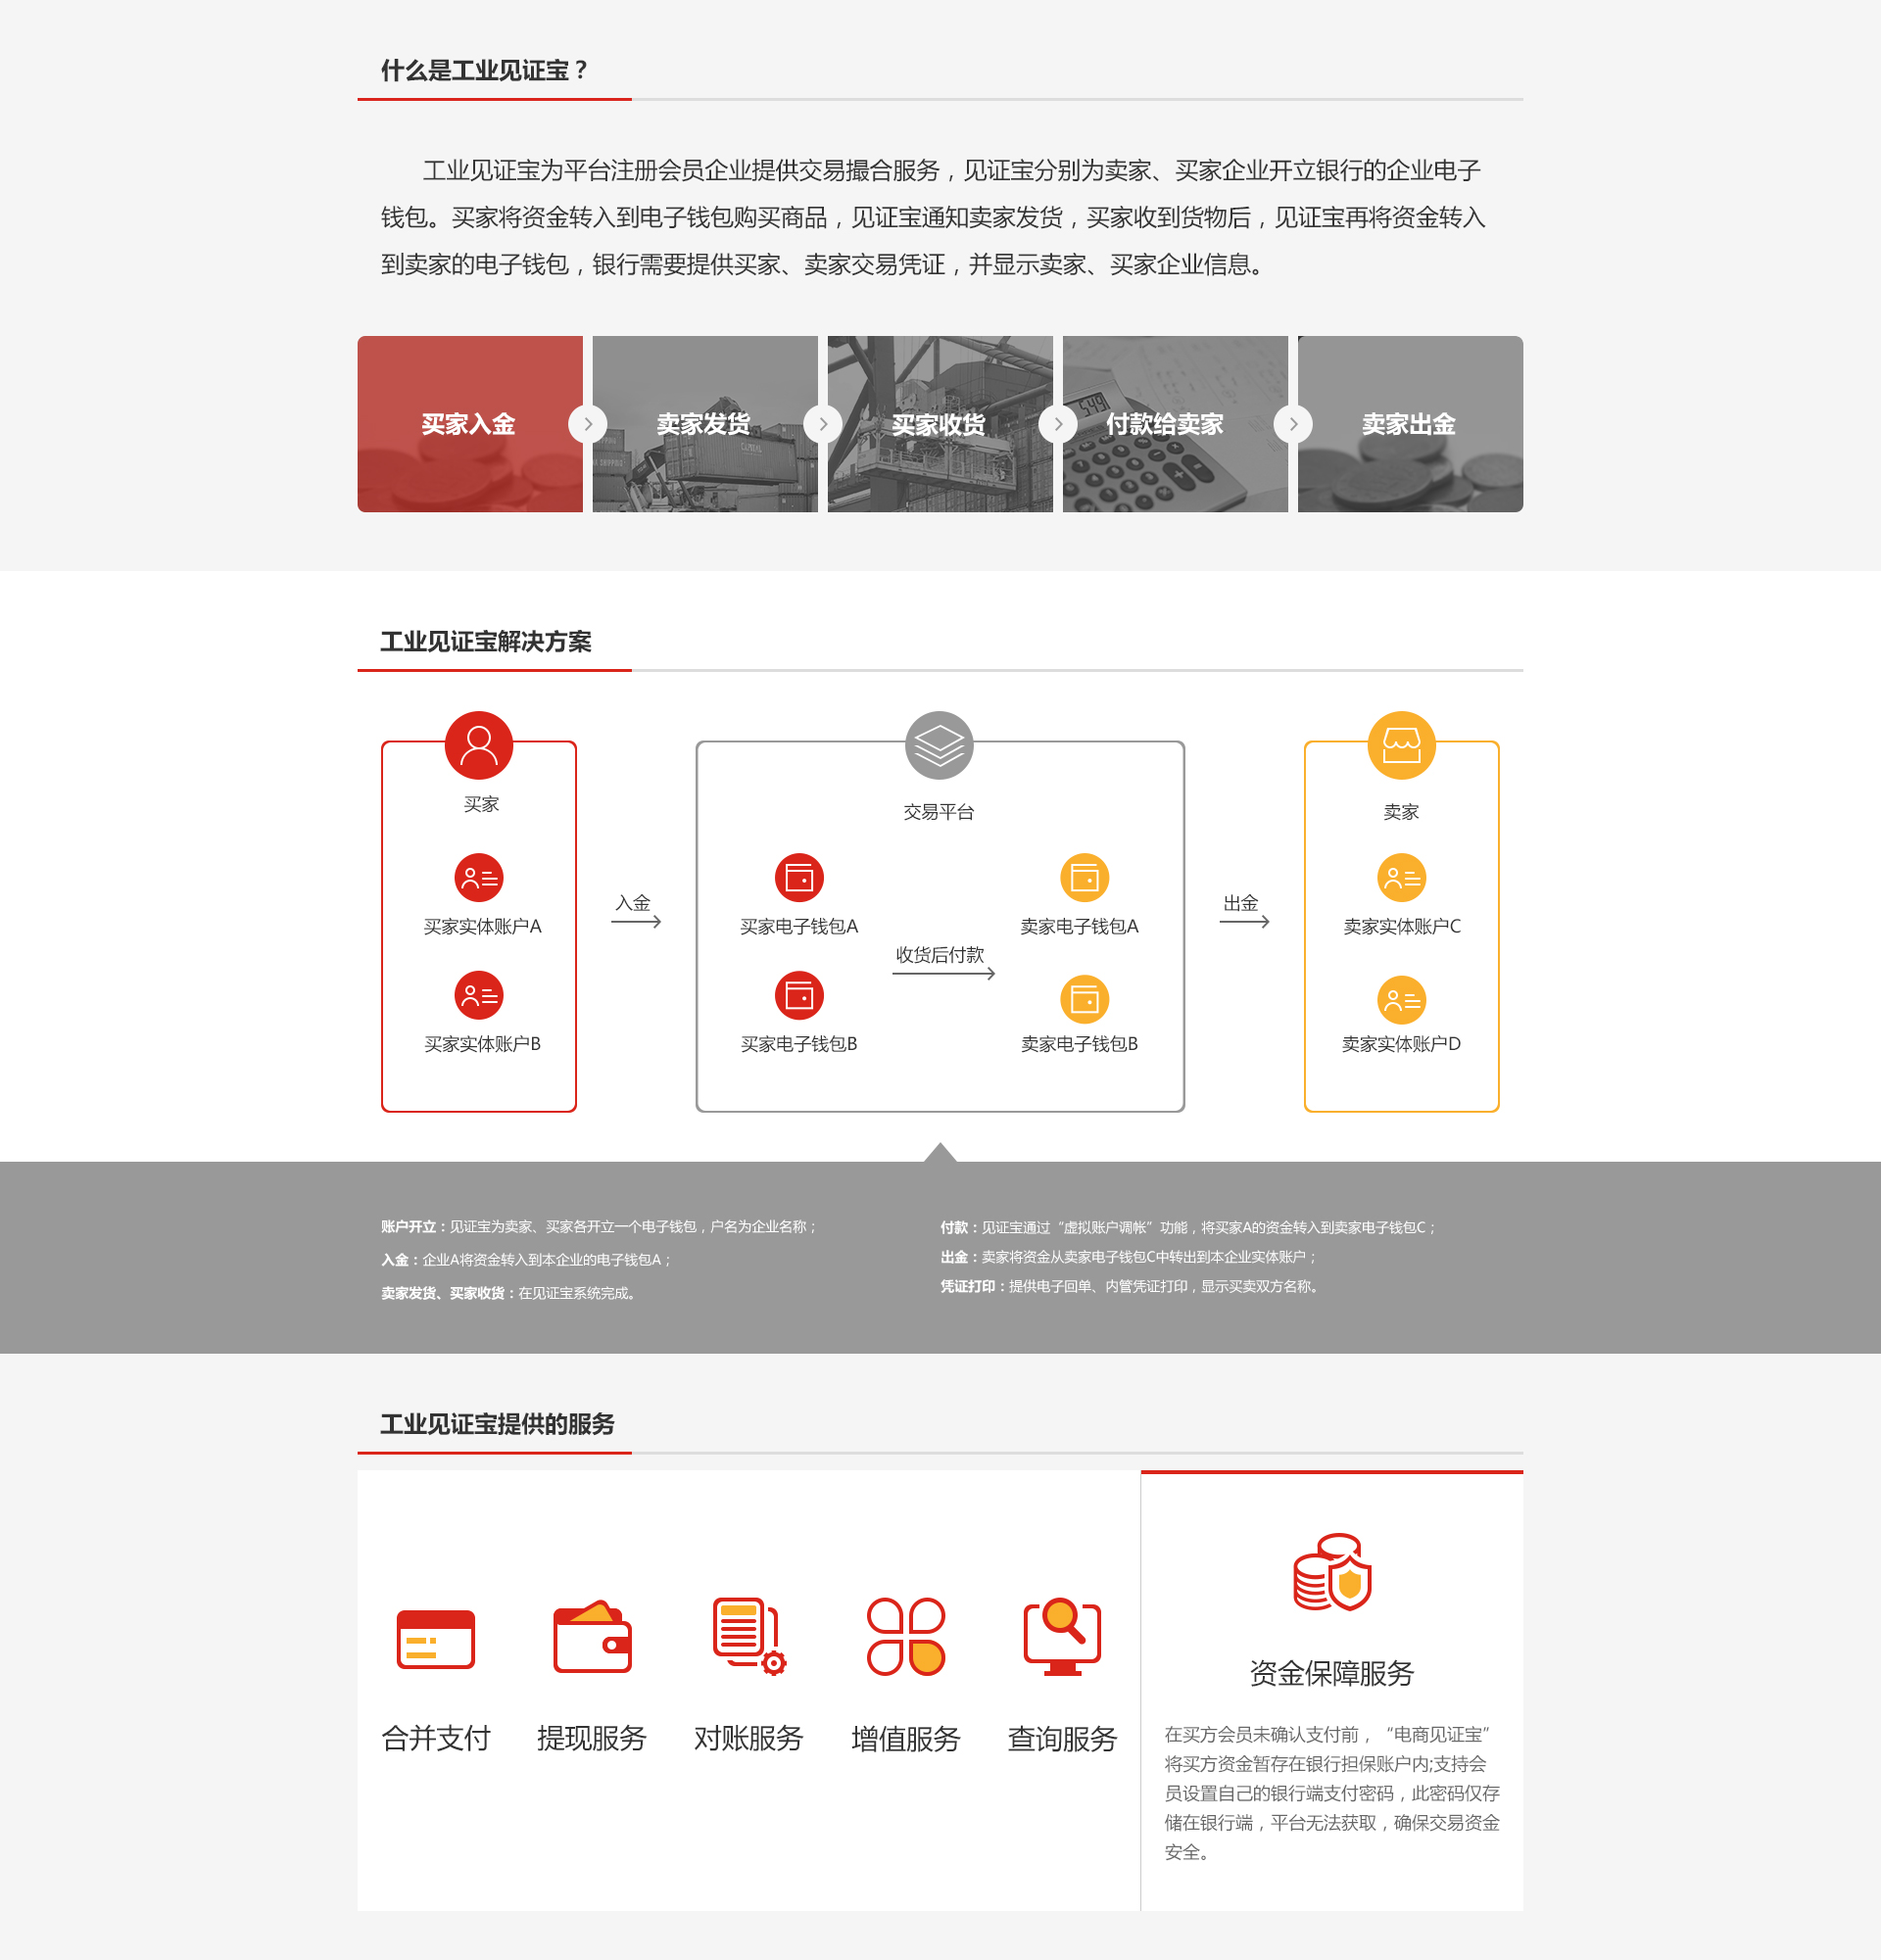 什么是工业见证宝？
工业见证宝为平台注册会员企业提供交易撮合服务，见证宝分别为卖家、买家企业开立银行的企业电子
钱包。买家将资金转入到电子钱包购买商品，见证宝通知卖家发货，买家收到货物后，见证宝再将资金转入
到卖家的电子钱包，银行需要提供买家、卖家交易凭证，并显示卖家、买家企业信息。
买家入金
卖家发货
买家收货
付款给卖家
卖家出金
工业见证宝解决方案
买家
买家实体账户A
买家实体账户B
入金
交易平台
买家电子钱包A
卖家电子钱包A
收货后付款
买家电子钱包B
卖家电子钱包B
出金
卖家
卖家实体账户C
卖家实体账户D
账户开立：见证宝为卖家、买家各开立一个电子钱包，户名为企业名称；
入金：企业A将资金转入到本企业的电子钱包A；
卖家发货、买家收货：在见证宝系统完成。
付款：见证宝通过“虚拟账户调帐”功能，将买家A的资金转入到卖家电子钱包C；
出金：卖家将资金从卖家电子钱包C中转出到本企业实体账户；
凭证打印：提供电子回单、内管凭证打印，显示买卖双方名称。
工业见证宝提供的服务
合并支付
提现服务
对账服务
增值服务
查询服务
资金保障服务
在买方会员未确认支付前，“电商见证宝”
将买方资金暂存在银行担保账户内;支持会
员设置自己的银行端支付密码，此密码仅存
储在银行端，平台无法获取，确保交易资金
安全。